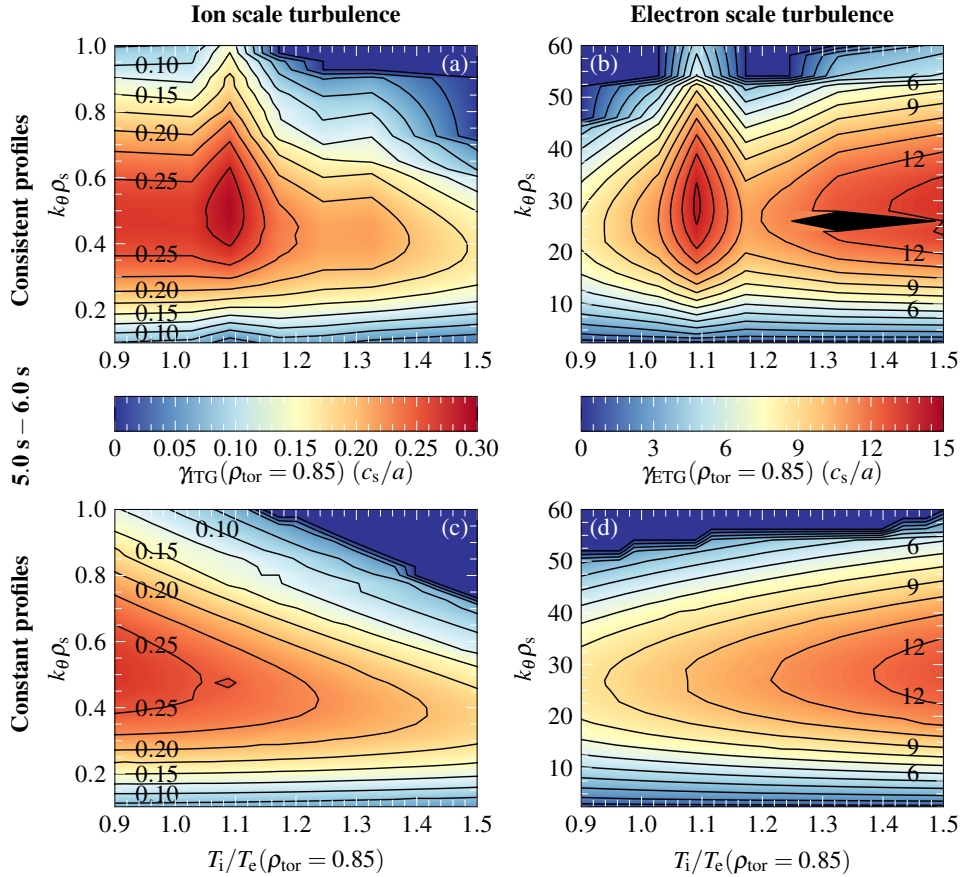 Ion scale turbulence
Electron scale turbulence
Consistent profiles
kθρs
1.0
0.8
0.6
0.4
0.2
(a)
0.10
0.15
0.20
0.25
0.25
0.20
0.15
0.10
0.9 1.0 1.1 1.2 1.3 1.4 1.5
kθρs
60
50
40
30
20
10
(b)
6
9
12
12
9
6
0.9 1.0 1.1 1.2 1.3 1.4 1.5
5.0 s − 6.0 s
0 0.05 0.10 0.15 0.20 0.25 0.30
γITG(ρtor = 0.85) (cs/a)
0 3 6 9 12 15
γETG(ρtor = 0.85) (cs/a)
Constant profiles
kθρs
1.0
0.8
0.6
0.4
0.2
(c)
0.10
0.15
0.20
0.25
0.25
0.20
0.15
0.10
0.9 1.0 1.1 1.2 1.3 1.4 1.5
Ti/Te(ρtor = 0.85)
kθρs
60
50
40
30
20
10
(d)
6
9
12
12
9
6
0.9 1.0 1.1 1.2 1.3 1.4 1.5
Ti/Te(ρtor = 0.85)